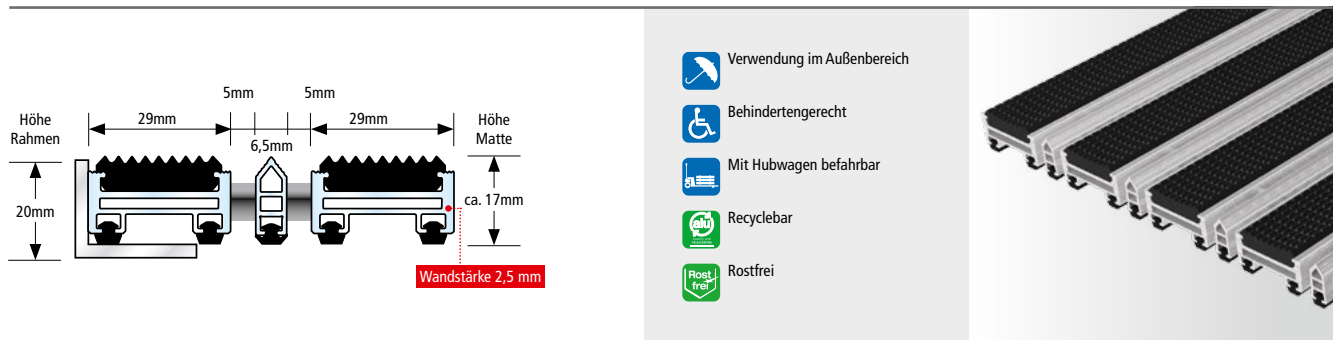 5mm
5mm
Höhe
Rahmen
29mm
29mm
Höhe
Matte
6,5mm
20mm
ca. 17mm
Wandstärke 2,5 mm
Verwendung im Außenbereich
Behindertengerecht
Mit Hubwagen befahrbar
alu
Recyclebar
Rost
frei
Rostfrei